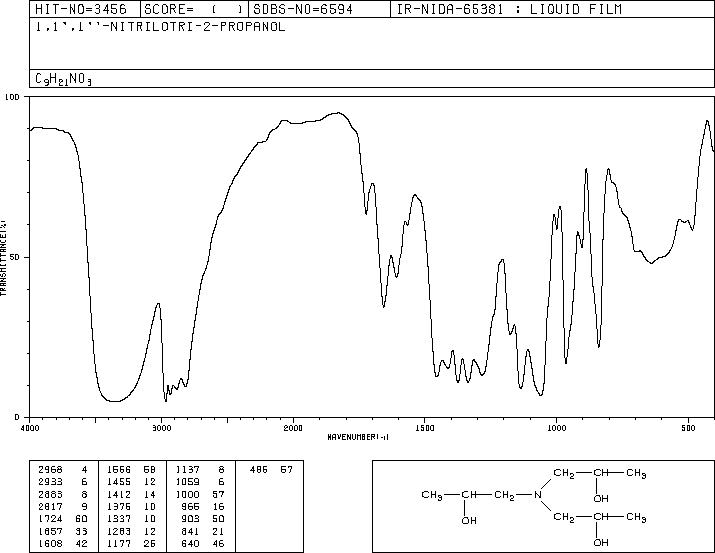 HIT-NO=3456 SCORE= ( ) SDBS-NO=6594 IR-NIDA-65381 : LIQUID FILM
1,1',1''-NITRILOTRI-2-PROPANOL
C9H21NO3
100
50
0
TRANSMITTANCE(%)
4000 3000 2000 1500 1000 500
WAVENUMBER(-1)
2968 4 1566 58 1137 8 486 57
2933 6 1455 12 1059 6
2883 8 1412 14 1000 57
2817 9 1376 10 966 16
1724 60 1337 10 903 50
1657 33 1283 12 841 21
1608 42 1177 26 640 46
CH2—CH—CH3
OH
CH3—CH—CH2—N
OH
CH2—CH—CH3
OH